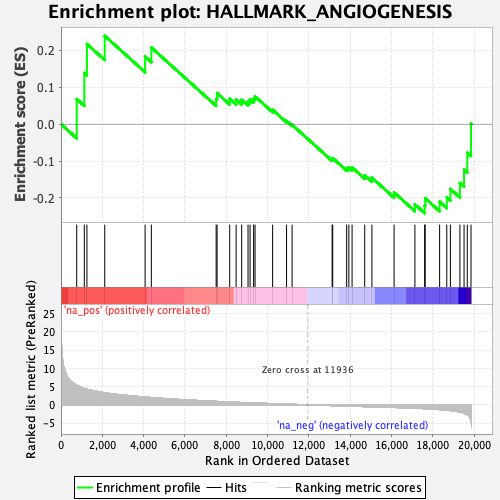 Enrichment plot: HALLMARK_ANGIOGENESIS
Enrichment score (ES)
0.2
0.1
0.0
-0.1
-0.2
'na_pos' (positively correlated)
Ranked list metric (PreRanked)
25
20
15
10
5
0
-5
Zero cross at 11936
'na_neg' (negatively correlated)
0 2,000 4,000 6,000 8,000 10,000 12,000 14,000 16,000 18,000 20,000
Rank in Ordered Dataset
Enrichment profile Hits Ranking metric scores